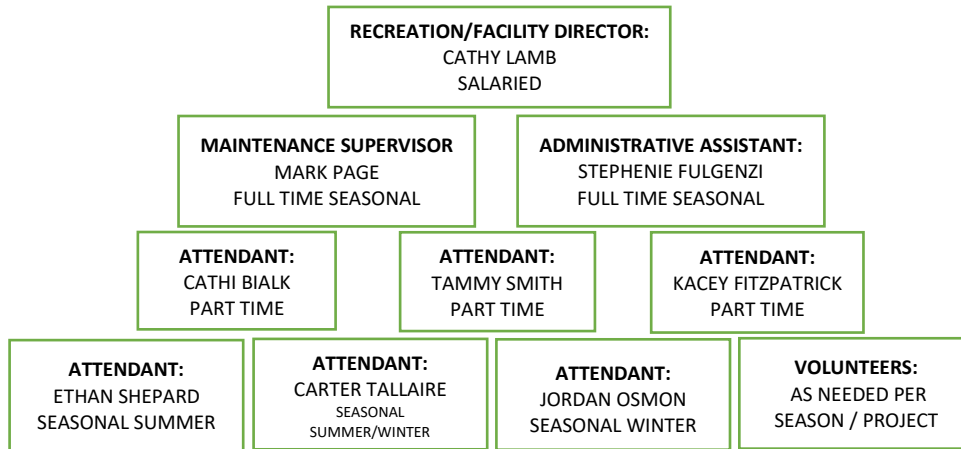 RECREATION/FACILITY DIRECTOR:
CATHY LAMB
SALARIED
MAINTENANCE SUPERVISOR
MARK PAGE
FULL TIME SEASONAL
ADMINISTRATIVE ASSISTANT:
STEPHENIE FULGENZI
FULL TIME SEASONAL
ATTENDANT:
CATHI BIALK
PART TIME
ATTENDANT:
TAMMY SMITH
PART TIME
ATTENDANT:
KACEY FITZPATRICK
PART TIME
ATTENDANT:
ETHAN SHEPARD
SEASONAL SUMMER
ATTENDANT:
CARTER TALLAIRE
SEASONAL
SUMMER/WINTER
ATTENDANT:
JORDAN OSMON
SEASONAL WINTER
VOLUNTEERS:
AS NEEDED PER
SEASON / PROJECT